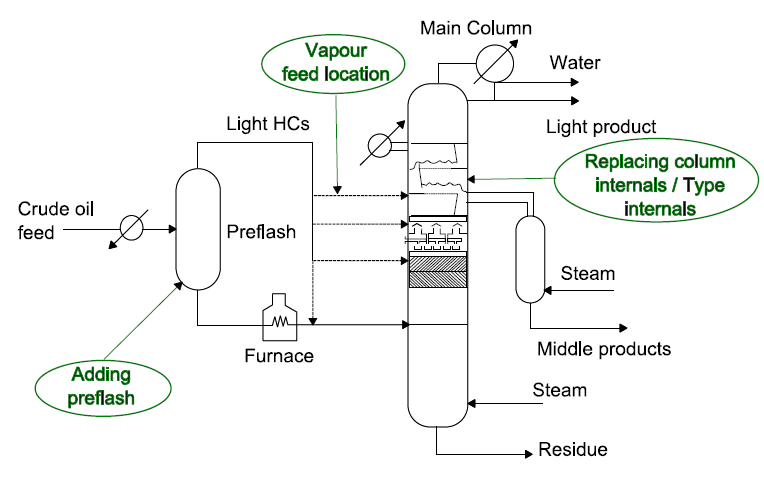 Main Column
Vapour
feed location
Water
Light HCs
Light product
Replacing column
internals / Type
internals
Crude oil
feed
Preflash
Steam
Furnace
Middle products
Adding
preflash
Steam
Residue